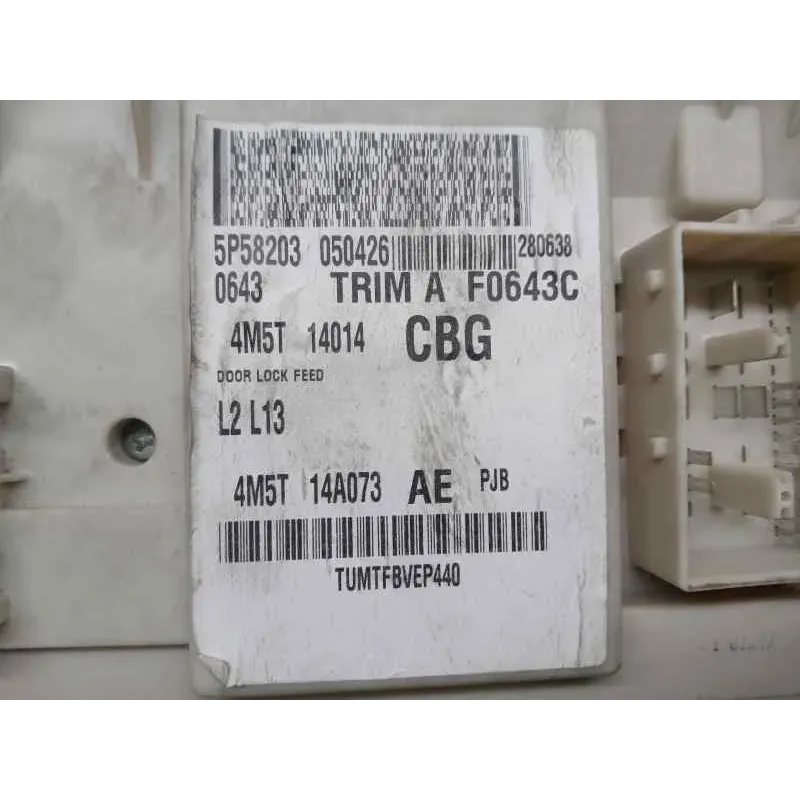 5P58203 050426 280638
0643 TRIM A F0643C
4M5T 14014 CBG
DOOR LOCK FEED
L2 L13
4M5T 14A073 AE PJB
TUMTFBVEP440